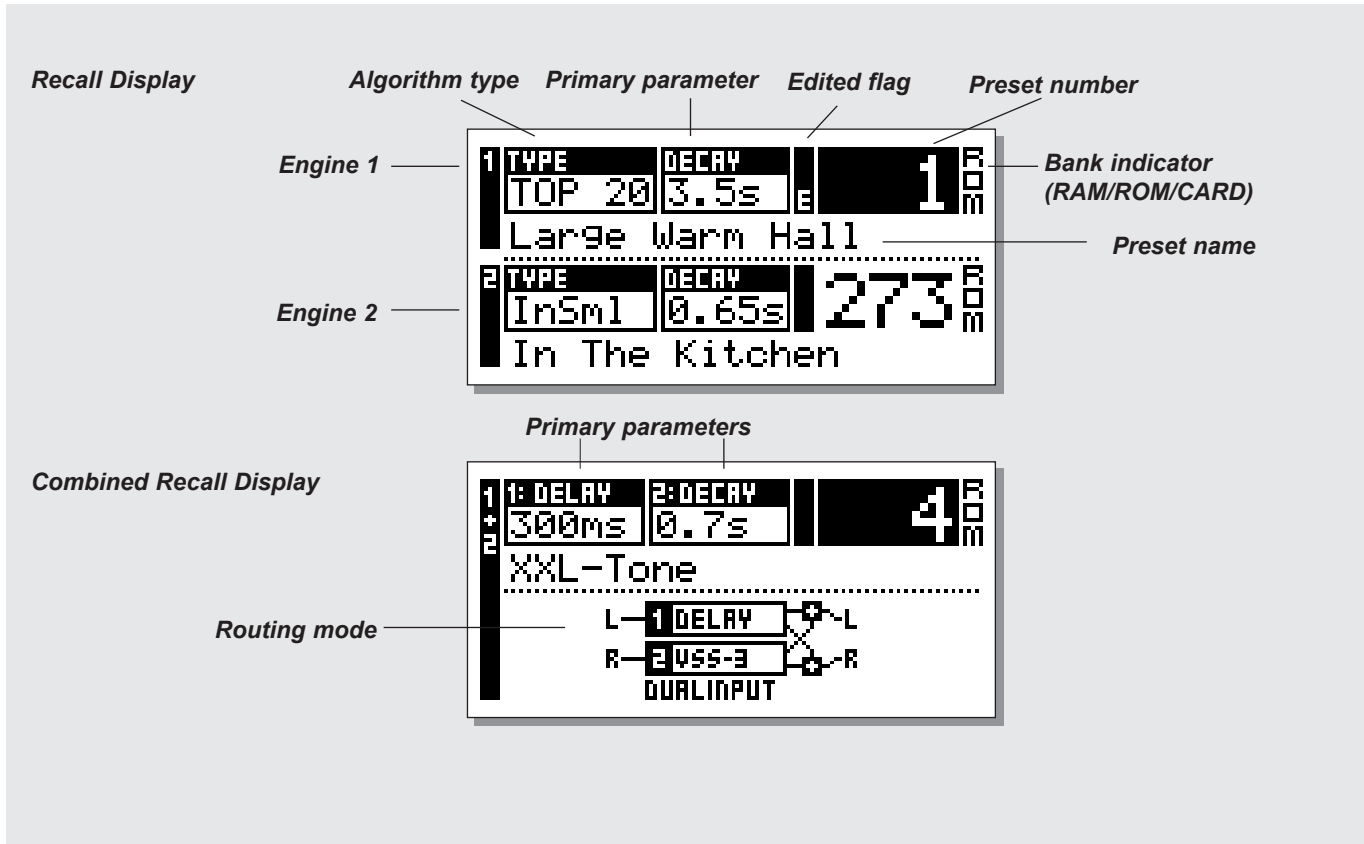 Recall Display
Algorithm type
Primary parameter
Edited flag
Preset number
Engine 1
1 TYPE DECAY 1 ROM
TOP 20 3.5s E
Bank indicator
(RAM/ROM/CARD)
Large Warm Hall
Preset name
Engine 2
2 TYPE DECAY 273 ROM
InSml 0.65s
In The Kitchen
Primary parameters
Combined Recall Display
1+2 1: DELAY 2:DECAY 4 ROM
300ms 0.7s
XXL-Tone
Routing mode
L 1 DELAY L
R 2 VSS-3 R
DUALINPUT